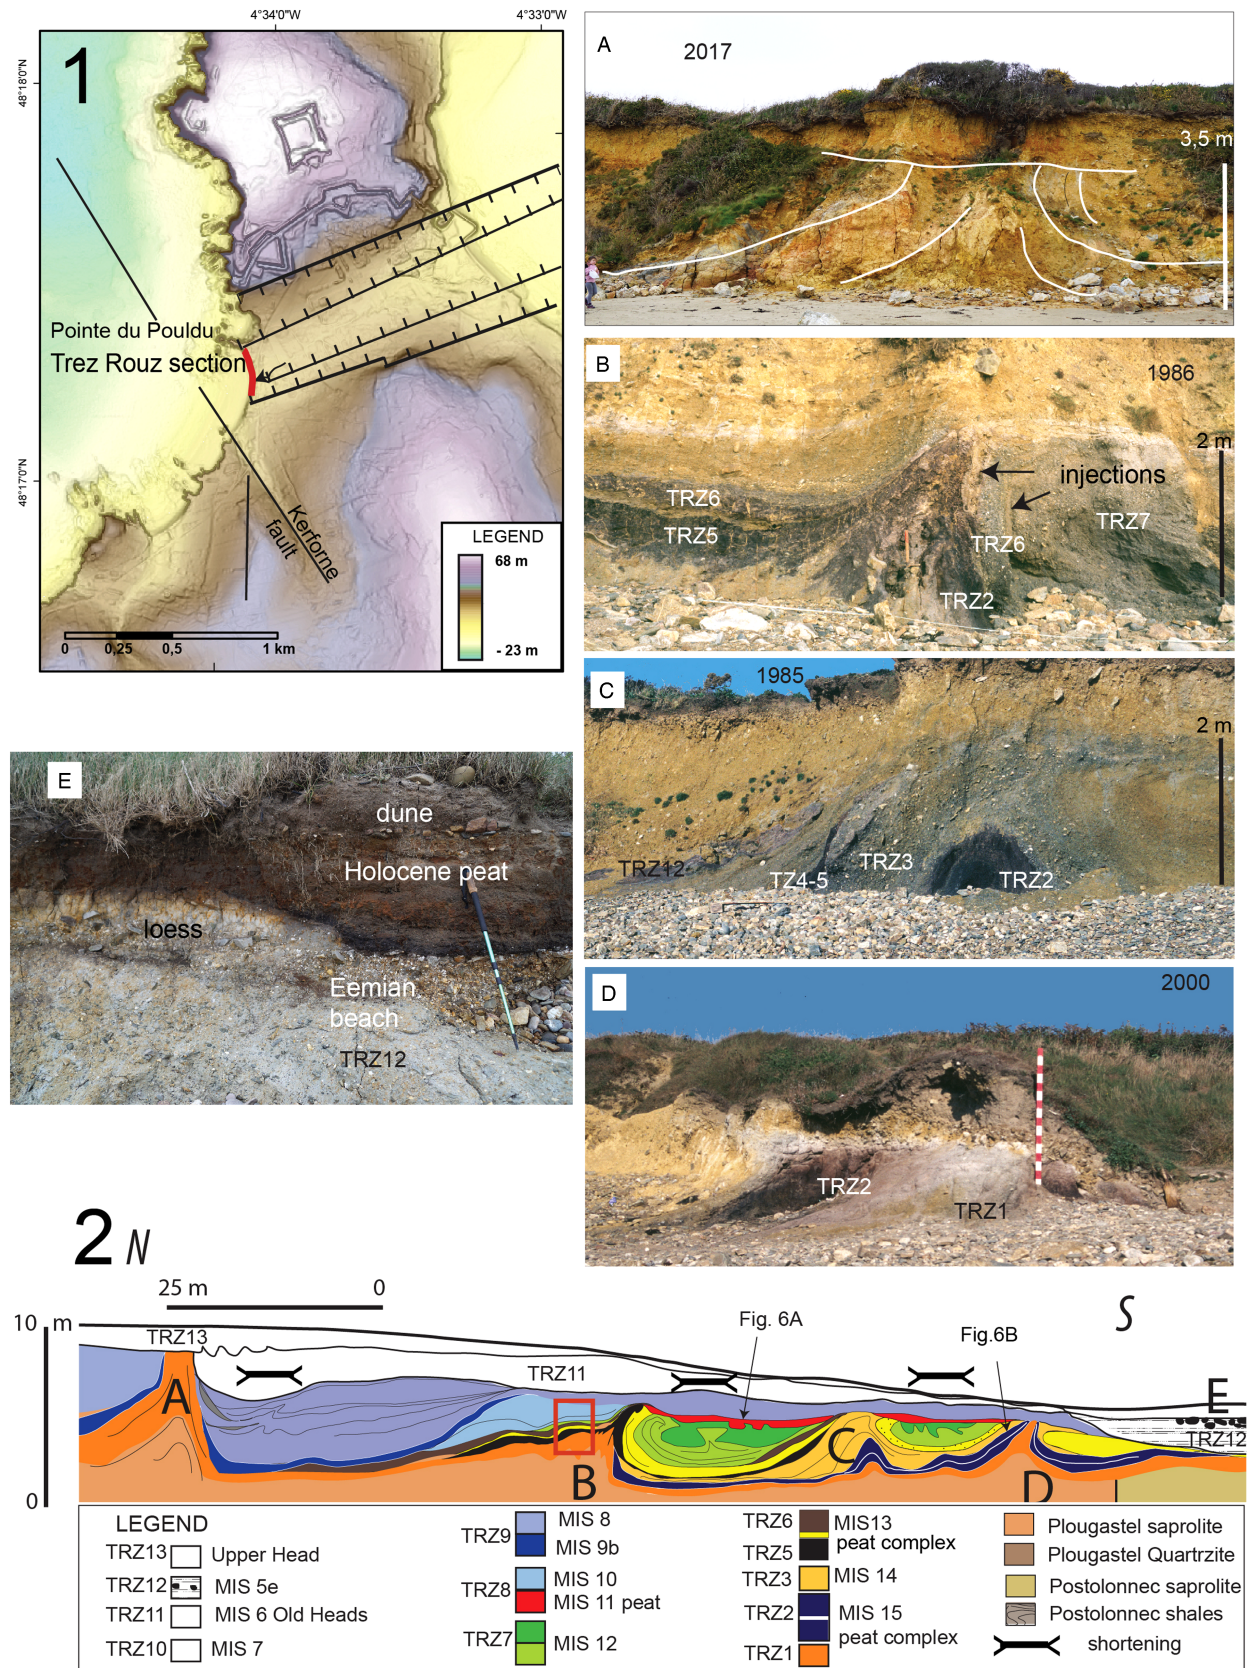 4°34'0"W
4°33'0"W
48°18'0"N
48°17'0"N
1
Pointe du Pouldu
Trez Rouz section
Kerforne
fault
LEGEND
68 m
- 23 m
0 0,25 0,5 1 km
A
2017
3,5 m
B
1986
2 m
injections
TRZ6
TRZ5
TRZ7
TRZ6
TRZ2
C
1985
2 m
TRZ12
TZ4-5
TRZ3
TRZ2
D
2000
TRZ2
TRZ1
E
dune
Holocene peat
loess
Eemian
beach
TRZ12
2 N
S
25 m 0
10 m
0
TRZ13
TRZ11
Fig. 6A
Fig.6B
A
B
C
D
E
TRZ12
LEGEND
TRZ13 Upper Head
TRZ12 MIS 5e
TRZ11 MIS 6 Old Heads
TRZ10 MIS 7
TRZ9 MIS 8
MIS 9b
TRZ8 MIS 10
MIS 11 peat
TRZ7 MIS 12
TRZ6 MIS13
TRZ5 peat complex
TRZ3 MIS 14
TRZ2 MIS 15
peat complex
TRZ1
Plougastel saprolite
Plougastel Quartrzite
Postolonnec saprolite
Postolonnec shales
shortening